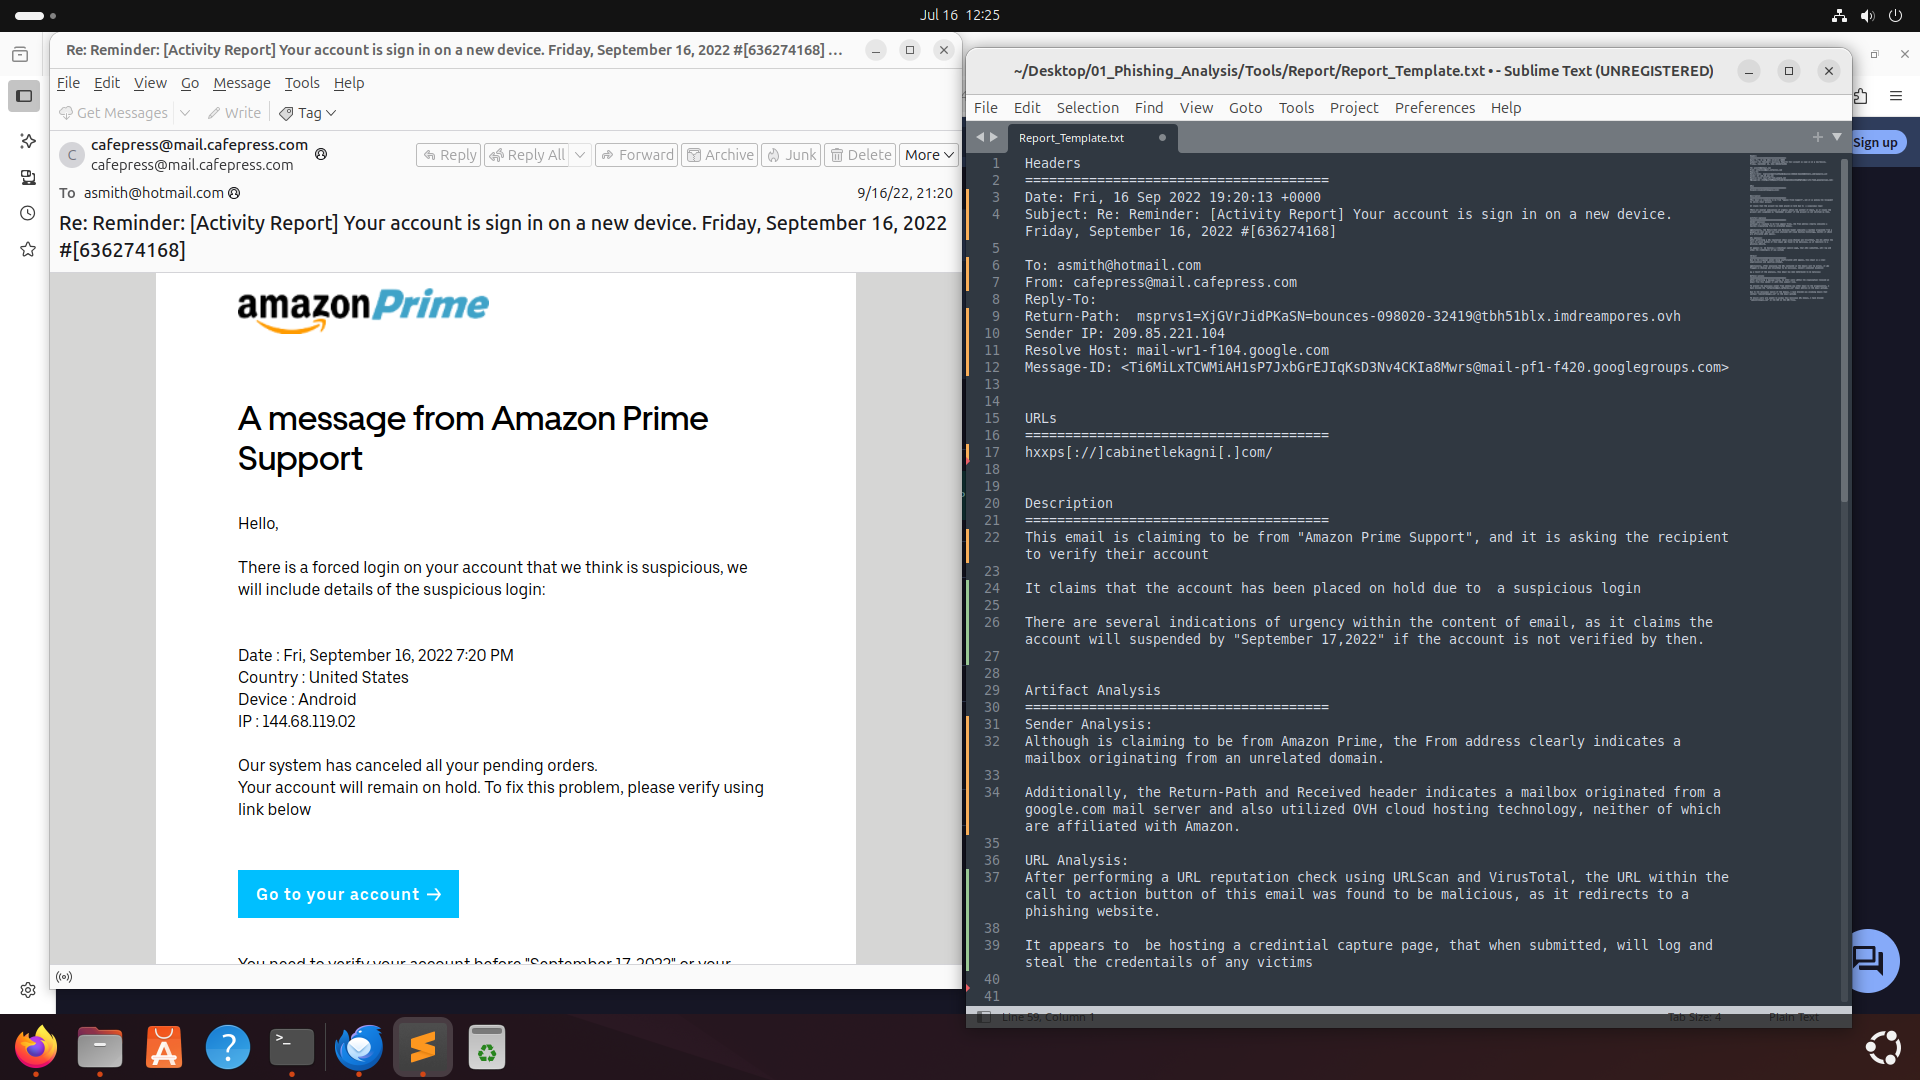 Jul 16 12:25
Re: Reminder: [Activity Report] Your account is sign in on a new device. Friday, September 16, 2022 #[636274168] ...
File Edit View Go Message Tools Help
Get Messages Write Tag
C
cafepress@mail.cafepress.com
cafepress@mail.cafepress.com
Reply Reply All Forward Archive Junk Delete More
To asmith@hotmail.com
9/16/22, 21:20
Re: Reminder: [Activity Report] Your account is sign in on a new device. Friday, September 16, 2022
#[636274168]
amazonPrime
A message from Amazon Prime
Support
Hello,
There is a forced login on your account that we think is suspicious, we
will include details of the suspicious login:
Date : Fri, September 16, 2022 7:20 PM
Country : United States
Device : Android
IP : 144.68.119.02
Our system has canceled all your pending orders.
Your account will remain on hold. To fix this problem, please verify using
link below
Go to your account →
You need to verify your account before "September 17, 2022" or your
~/Desktop/01_Phishing_Analysis/Tools/Report/Report_Template.txt • - Sublime Text (UNREGISTERED)
File Edit Selection Find View Goto Tools Project Preferences Help
Report_Template.txt
1 Headers
2 ======================================
3 Date: Fri, 16 Sep 2022 19:20:13 +0000
4 Subject: Re: Reminder: [Activity Report] Your account is sign in on a new device.
Friday, September 16, 2022 #[636274168]
5
6 To: asmith@hotmail.com
7 From: cafepress@mail.cafepress.com
8 Reply-To:
9 Return-Path:  msprvs1=XjGVrJidPKaSN=bounces-098020-32419@tbh51blx.imdreampores.ovh
10 Sender IP: 209.85.221.104
11 Resolve Host: mail-wr1-f104.google.com
12 Message-ID: <Ti6MiLxTCWMiAH1sP7JxbGrEJIqKsD3Nv4CKIa8Mwrs@mail-pf1-f420.googlegroups.com>
13
14
15 URLs
16 ======================================
17 hxxps[://]cabinetlekagni[.]com/
18
19
20 Description
21 ======================================
22 This email is claiming to be from "Amazon Prime Support", and it is asking the recipient
to verify their account
23
24 It claims that the account has been placed on hold due to  a suspicious login
25
26 There are several indications of urgency within the content of email, as it claims the
account will suspended by "September 17,2022" if the account is not verified by then.
27
28
29 Artifact Analysis
30 ======================================
31 Sender Analysis:
32 Although is claiming to be from Amazon Prime, the From address clearly indicates a
mailbox originating from an unrelated domain.
33
34 Additionally, the Return-Path and Received header indicates a mailbox originated from a
google.com mail server and also utilized OVH cloud hosting technology, neither of which
are affiliated with Amazon.
35
36 URL Analysis:
37 After performing a URL reputation check using URLScan and VirusTotal, the URL within the
call to action button of this email was found to be malicious, as it redirects to a
phishing website.
38
39 It appears to  be hosting a credintial capture page, that when submitted, will log and
steal the credentails of any victims
40
41
Line 59, Column 1
Tab Size: 4
Plain Text
Sign up